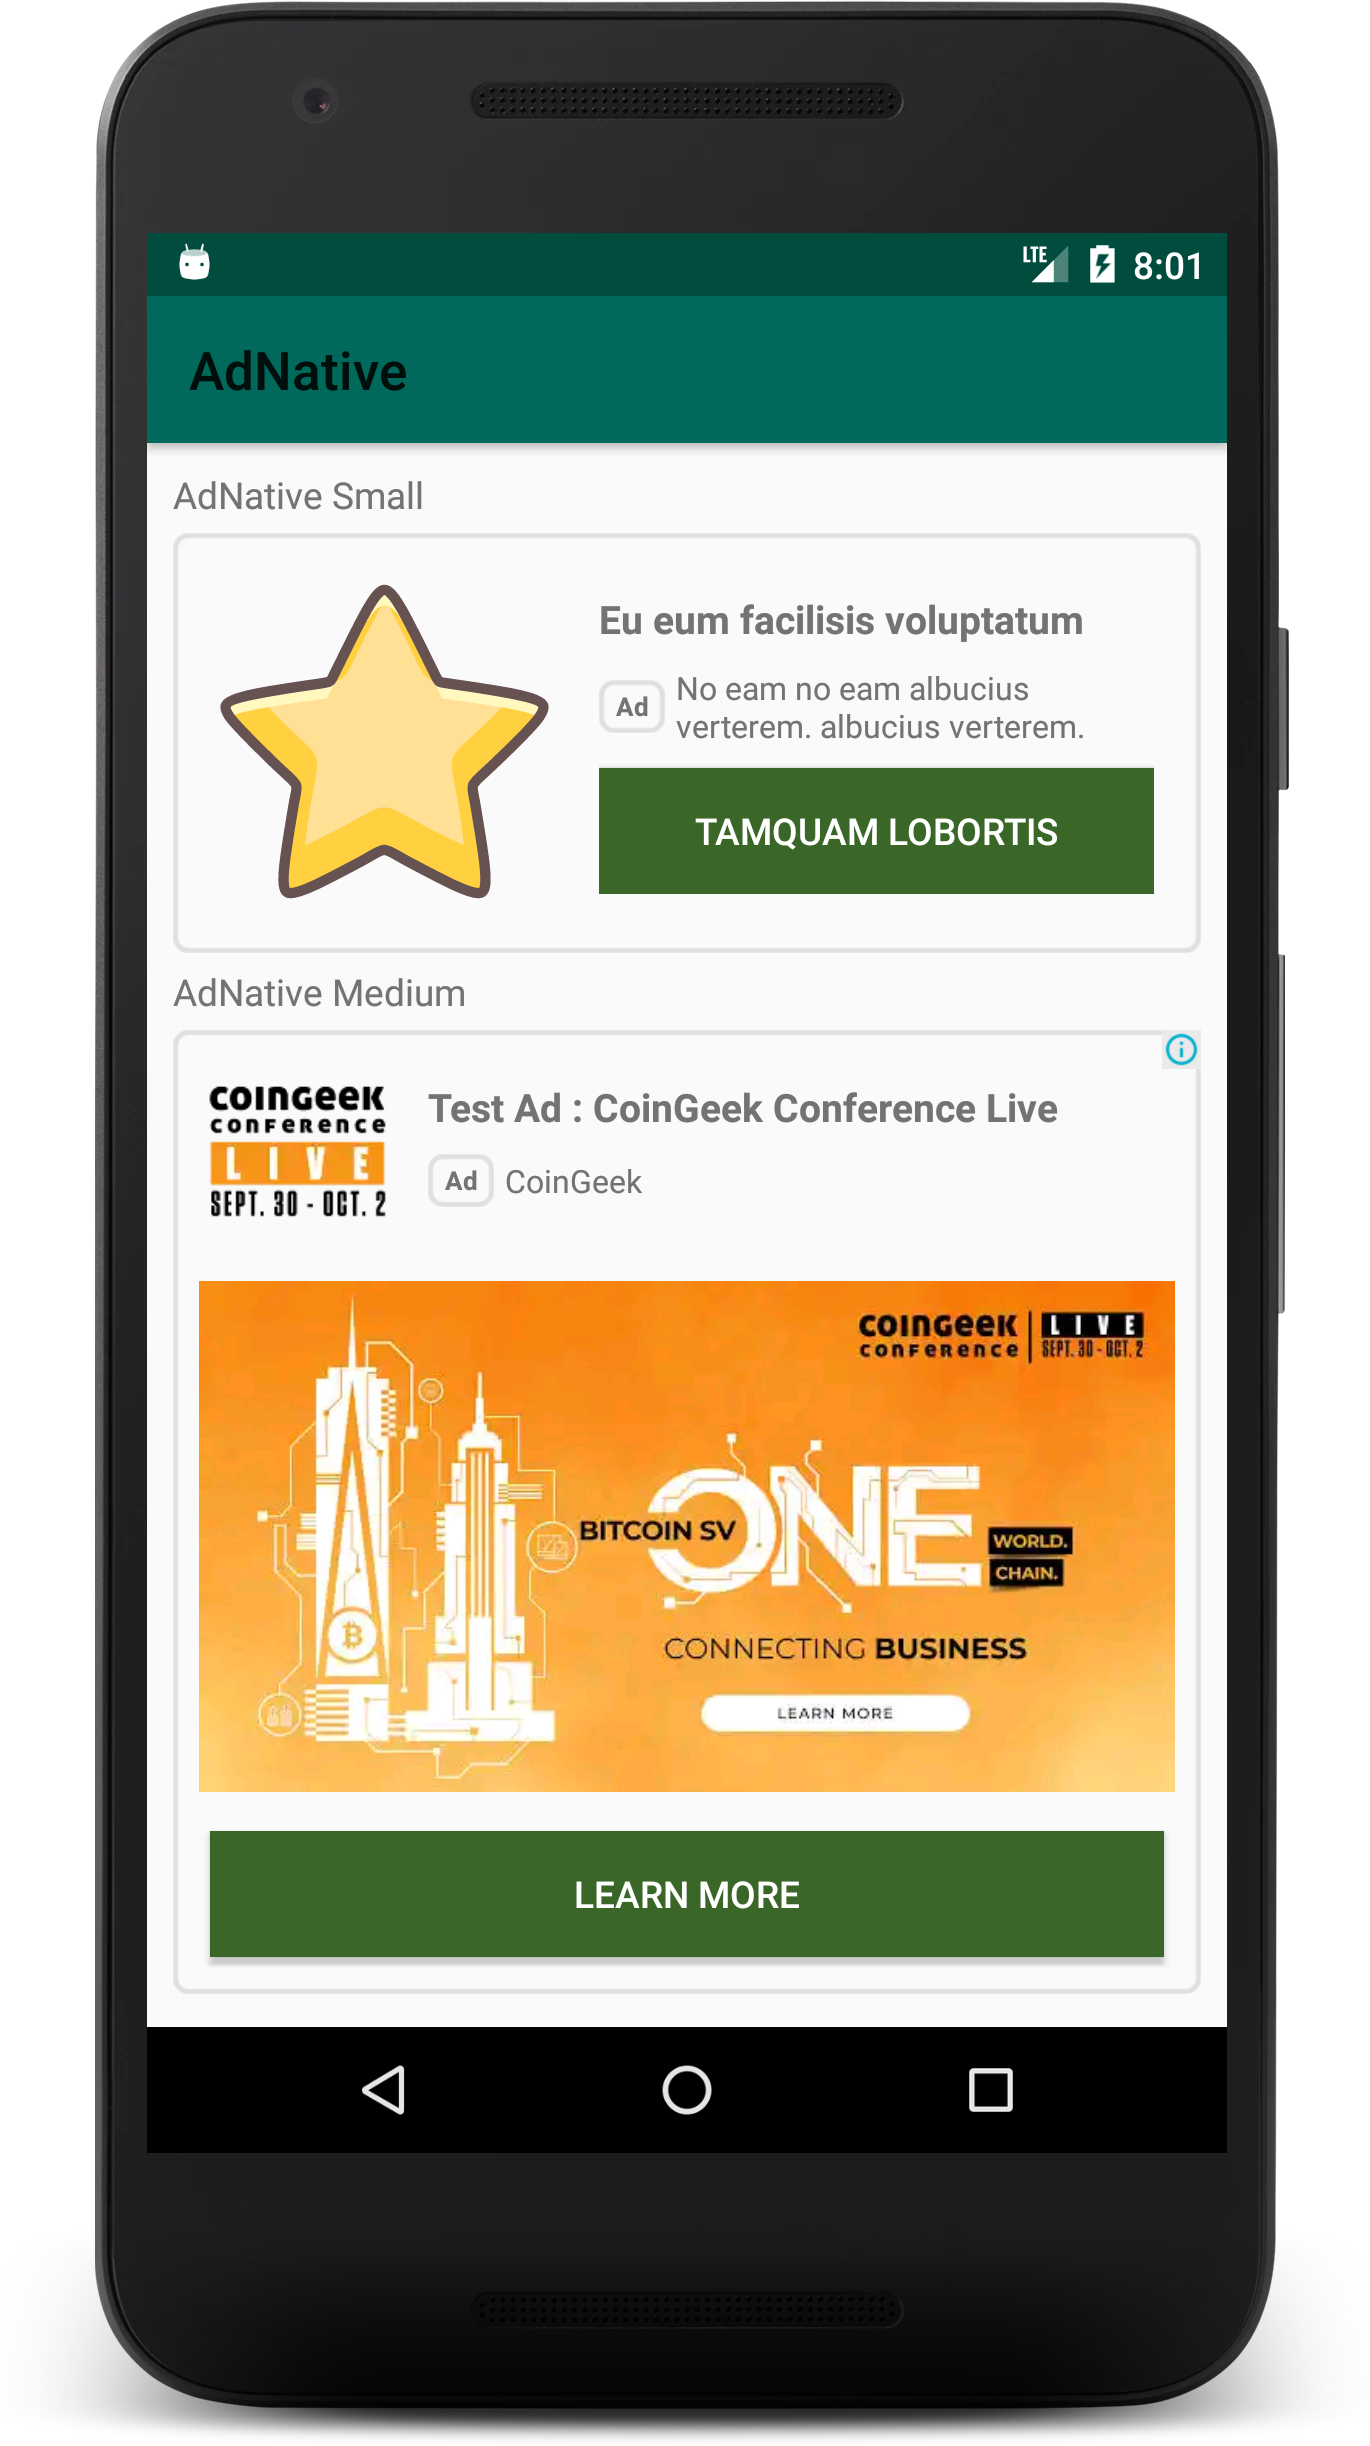 LTE 8:01
AdNative
AdNative Small
Eu eum facilisis voluptatum
Ad
No eam no eam albucius
verterem. albucius verterem.
TAMQUAM LOBORTIS
AdNative Medium
COINGEEK
CONFERENCE
LIVE
SEPT. 30 - OCT. 2
Test Ad : CoinGeek Conference Live
Ad CoinGeek
COINGEEK
CONFERENCE
LIVE
SEPT. 30 - OCT. 2
BITCOIN SV ONE
WORLD.
CHAIN.
CONNECTING BUSINESS
LEARN MORE
LEARN MORE